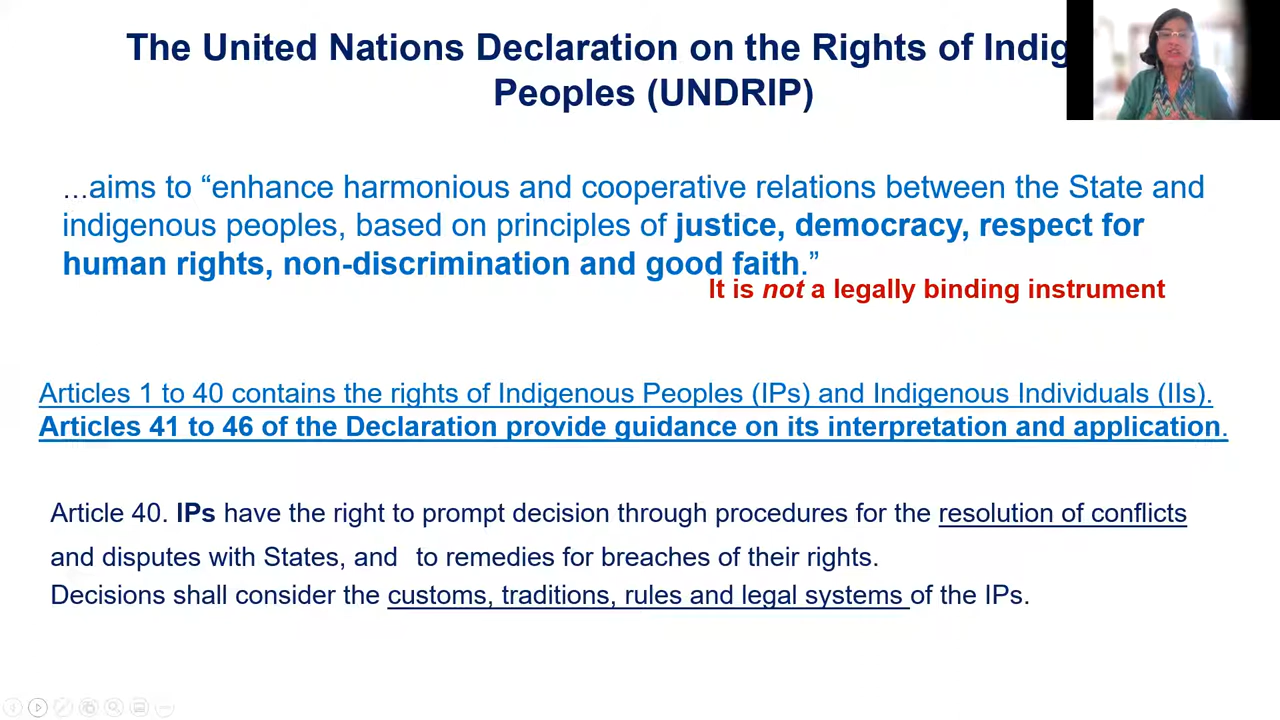 The United Nations Declaration on the Rights of Indig
Peoples (UNDRIP)
...aims to “enhance harmonious and cooperative relations between the State and
indigenous peoples, based on principles of justice, democracy, respect for
human rights, non-discrimination and good faith.”
It is not a legally binding instrument
Articles 1 to 40 contains the rights of Indigenous Peoples (IPs) and Indigenous Individuals (IIs).
Articles 41 to 46 of the Declaration provide guidance on its interpretation and application.
Article 40. IPs have the right to prompt decision through procedures for the resolution of conflicts
and disputes with States, and to remedies for breaches of their rights.
Decisions shall consider the customs, traditions, rules and legal systems of the IPs.